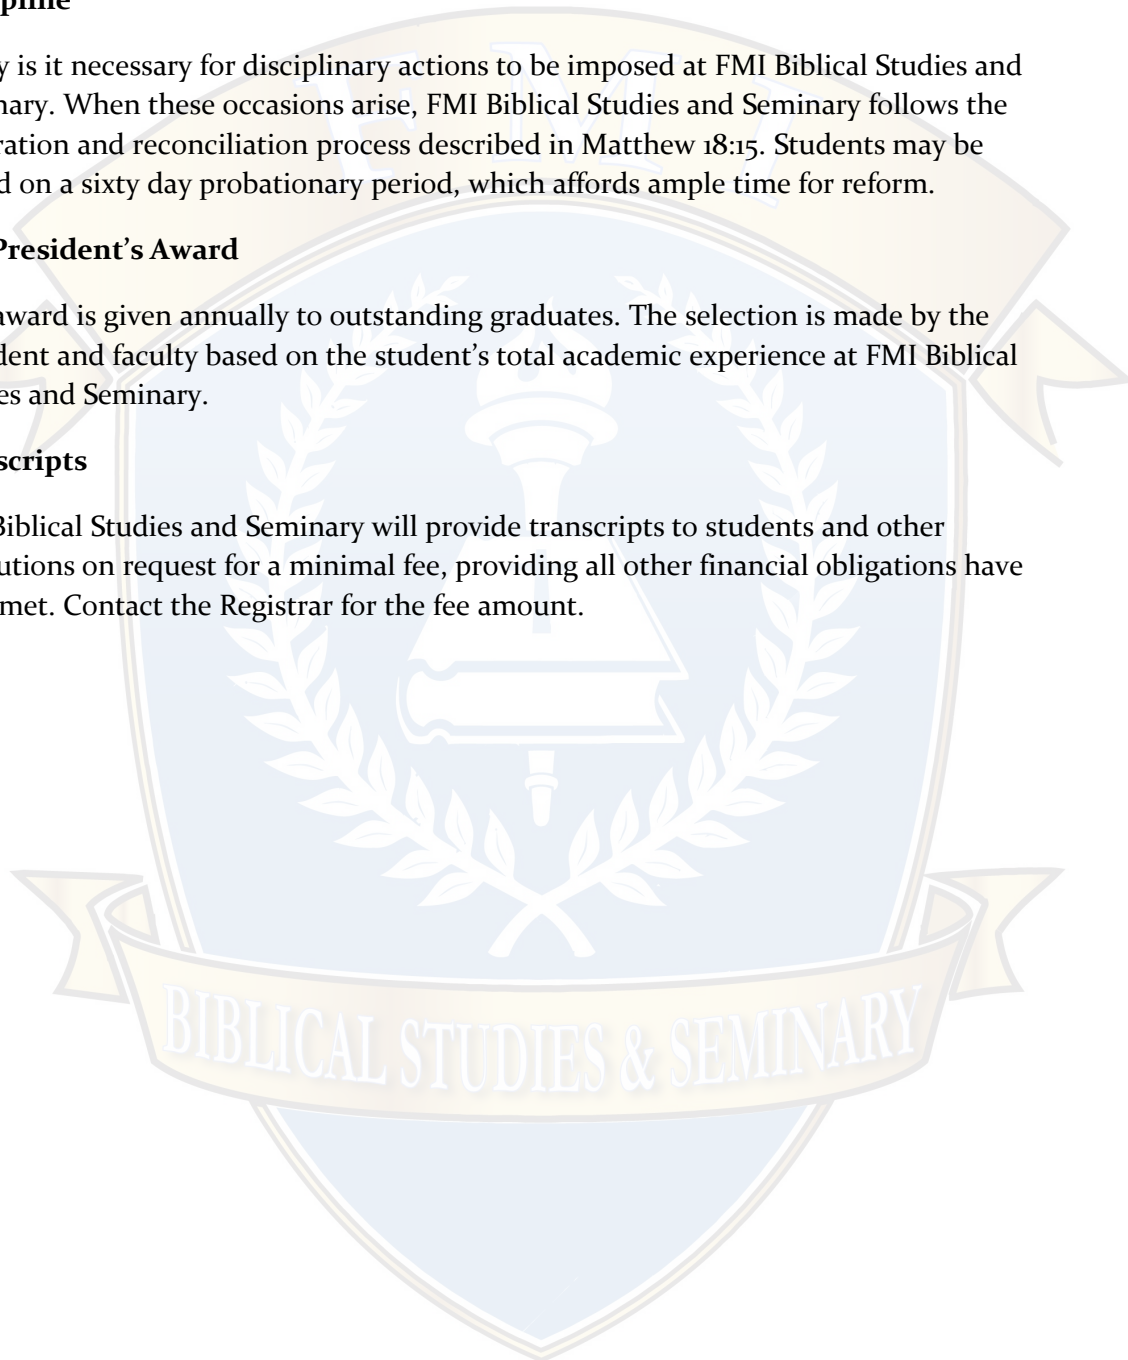 pline
y is it necessary for disciplinary actions to be imposed at FMI Biblical Studies and
nary. When these occasions arise, FMI Biblical Studies and Seminary follows the
ration and reconciliation process described in Matthew 18:15. Students may be
d on a sixty day probationary period, which affords ample time for reform.
President’s Award
award is given annually to outstanding graduates. The selection is made by the
dent and faculty based on the student’s total academic experience at FMI Biblical
es and Seminary.
scripts
Biblical Studies and Seminary will provide transcripts to students and other
utions on request for a minimal fee, providing all other financial obligations have
met. Contact the Registrar for the fee amount.
FMI
BIBLICAL STUDIES & SEMINARY